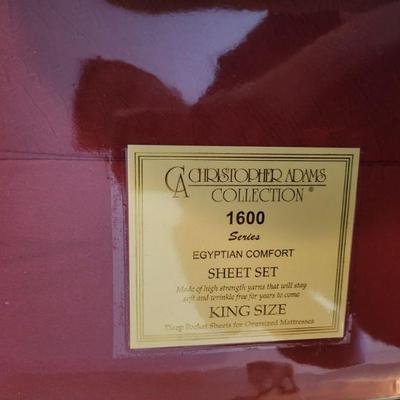 CA CHRISTOPHER ADAMS
COLLECTION®
1600
Series
EGYPTIAN COMFORT
SHEET SET
Made of high strength yarns that will stay
soft and wrinkle free for years to come
KING SIZE
Deep Pocket Sheets for Oversized Mattresses